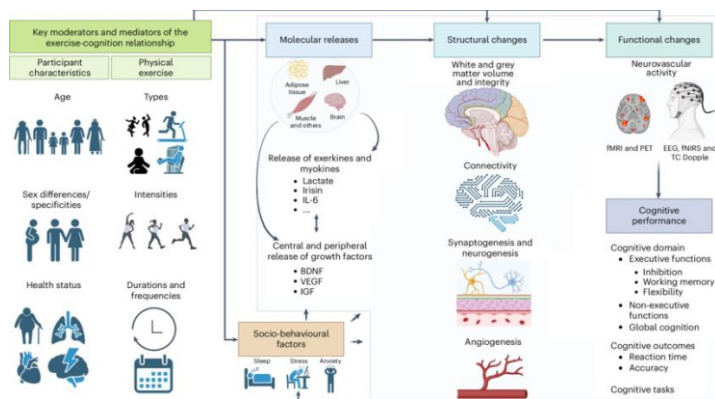 Key moderators and mediators of the
exercise-cognition relationship
Participant
characteristics
Physical
exercise
Age
Types
Sex differences/
specificities
Intensities
Health status
Durations and
frequencies
Molecular releases
Adipose
tissue
Liver
Muscle
and others
Brain
Release of exerkines and
myokines
• Lactate
• Irisin
• IL-6
• ...
Central and peripheral
release of growth factors
• BDNF
• VEGF
• IGF
Socio-behavioural
factors
Sleep
Stress
Anxiety
Structural changes
White and grey
matter volume
and integrity
Connectivity
Synaptogenesis and
neurogenesis
Angiogenesis
Functional changes
Neurovascular
activity
fMRI and PET
EEG, fNIRS and
TC Dopple
Cognitive
performance
Cognitive domain
• Executive functions
• Inhibition
• Working memory
• Flexibility
• Non-executive
functions
• Global cognition
Cognitive outcomes
• Reaction time
• Accuracy
Cognitive tasks